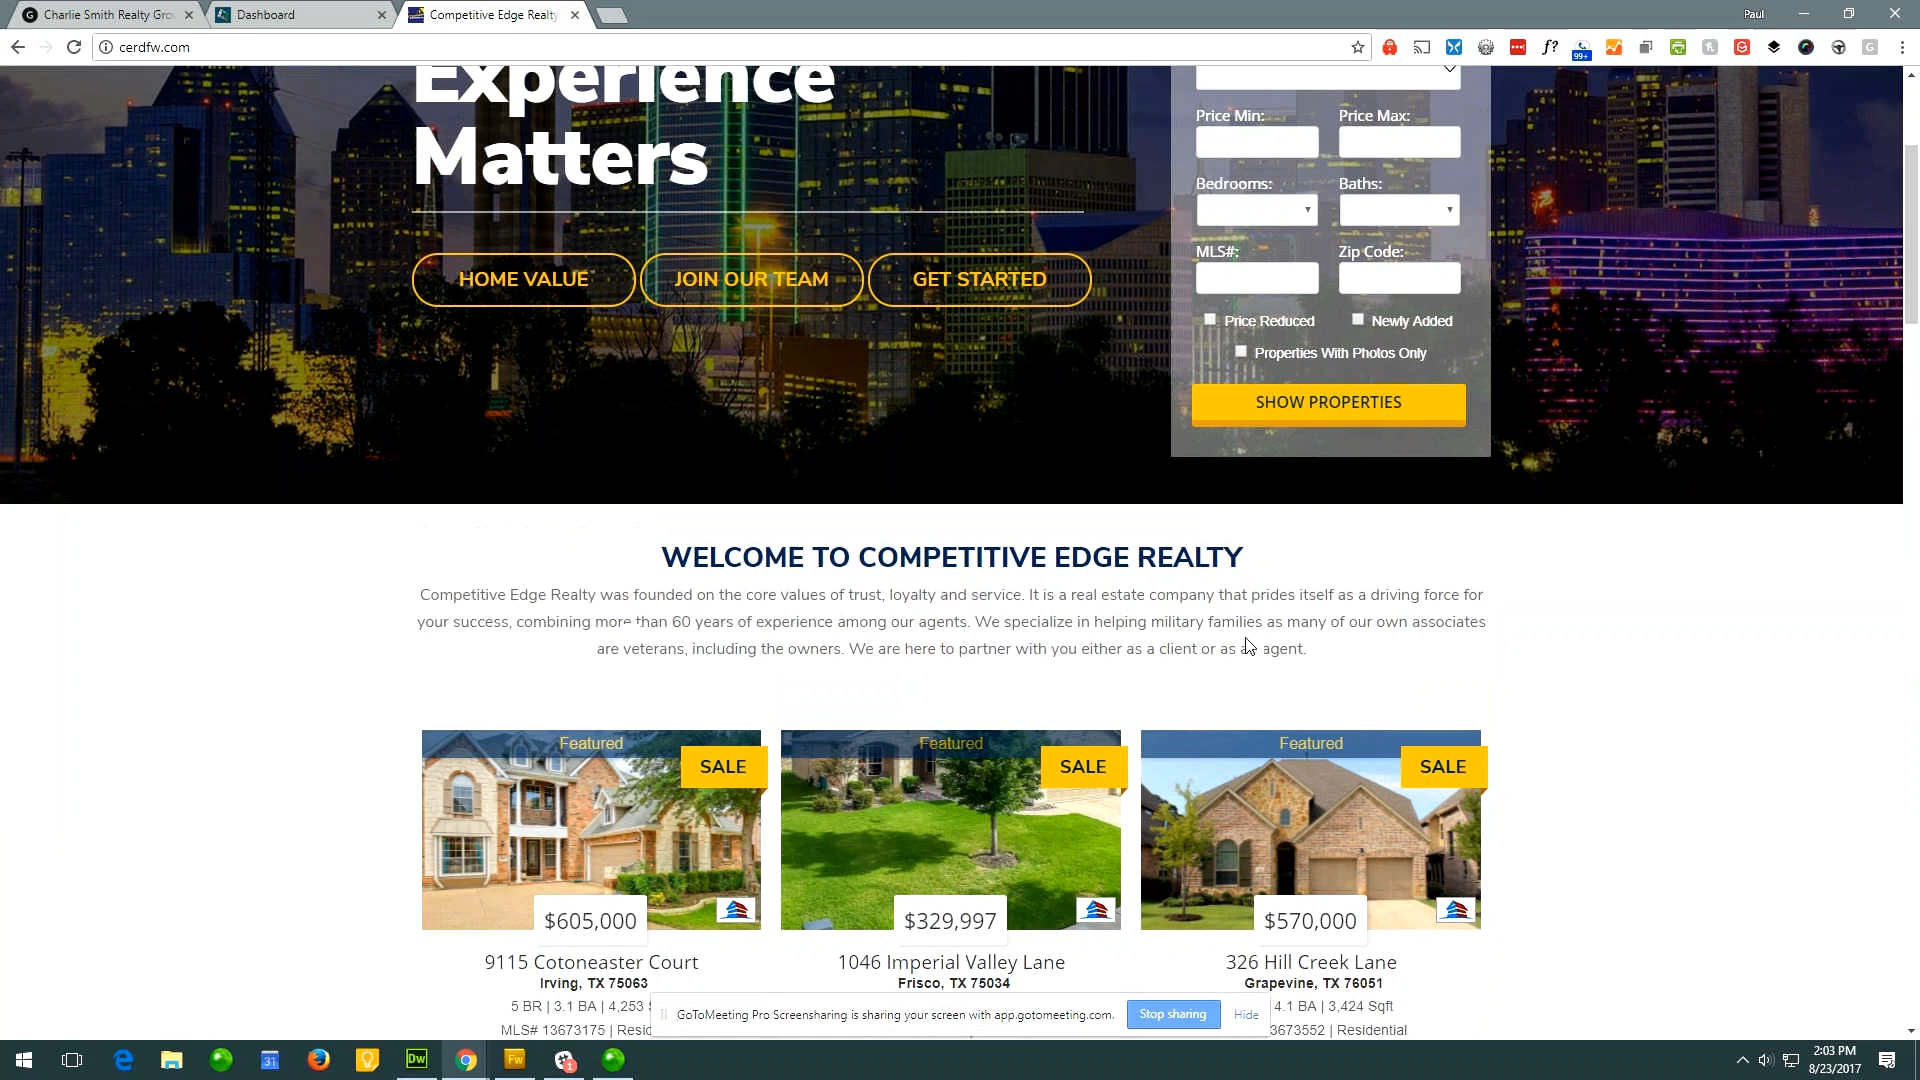 Charlie Smith Realty Gro
Dashboard
Competitive Edge Realty
Paul
cerdfw.com
99+
Experience
Matters
HOME VALUE
JOIN OUR TEAM
GET STARTED
Price Min:
Price Max:
Bedrooms:
Baths:
MLS#:
Zip Code:
Price Reduced
Newly Added
Properties With Photos Only
SHOW PROPERTIES
WELCOME TO COMPETITIVE EDGE REALTY
Competitive Edge Realty was founded on the core values of trust, loyalty and service. It is a real estate company that prides itself as a driving force for
your success, combining more than 60 years of experience among our agents. We specialize in helping military families as many of our own associates
are veterans, including the owners. We are here to partner with you either as a client or as agent.
Featured
SALE
$605,000
9115 Cotoneaster Court
Irving, TX 75063
5 BR | 3.1 BA | 4,253
MLS# 13673175 | Resid
Featured
SALE
$329,997
1046 Imperial Valley Lane
Frisco, TX 75034
Featured
SALE
$570,000
326 Hill Creek Lane
Grapevine, TX 76051
4.1 BA | 3,424 Sqft
3673552 | Residential
GoToMeeting Pro Screensharing is sharing your screen with app.gotomeeting.com.
Stop sharing
Hide
31
Dw
Fw
1
2:03 PM
8/23/2017